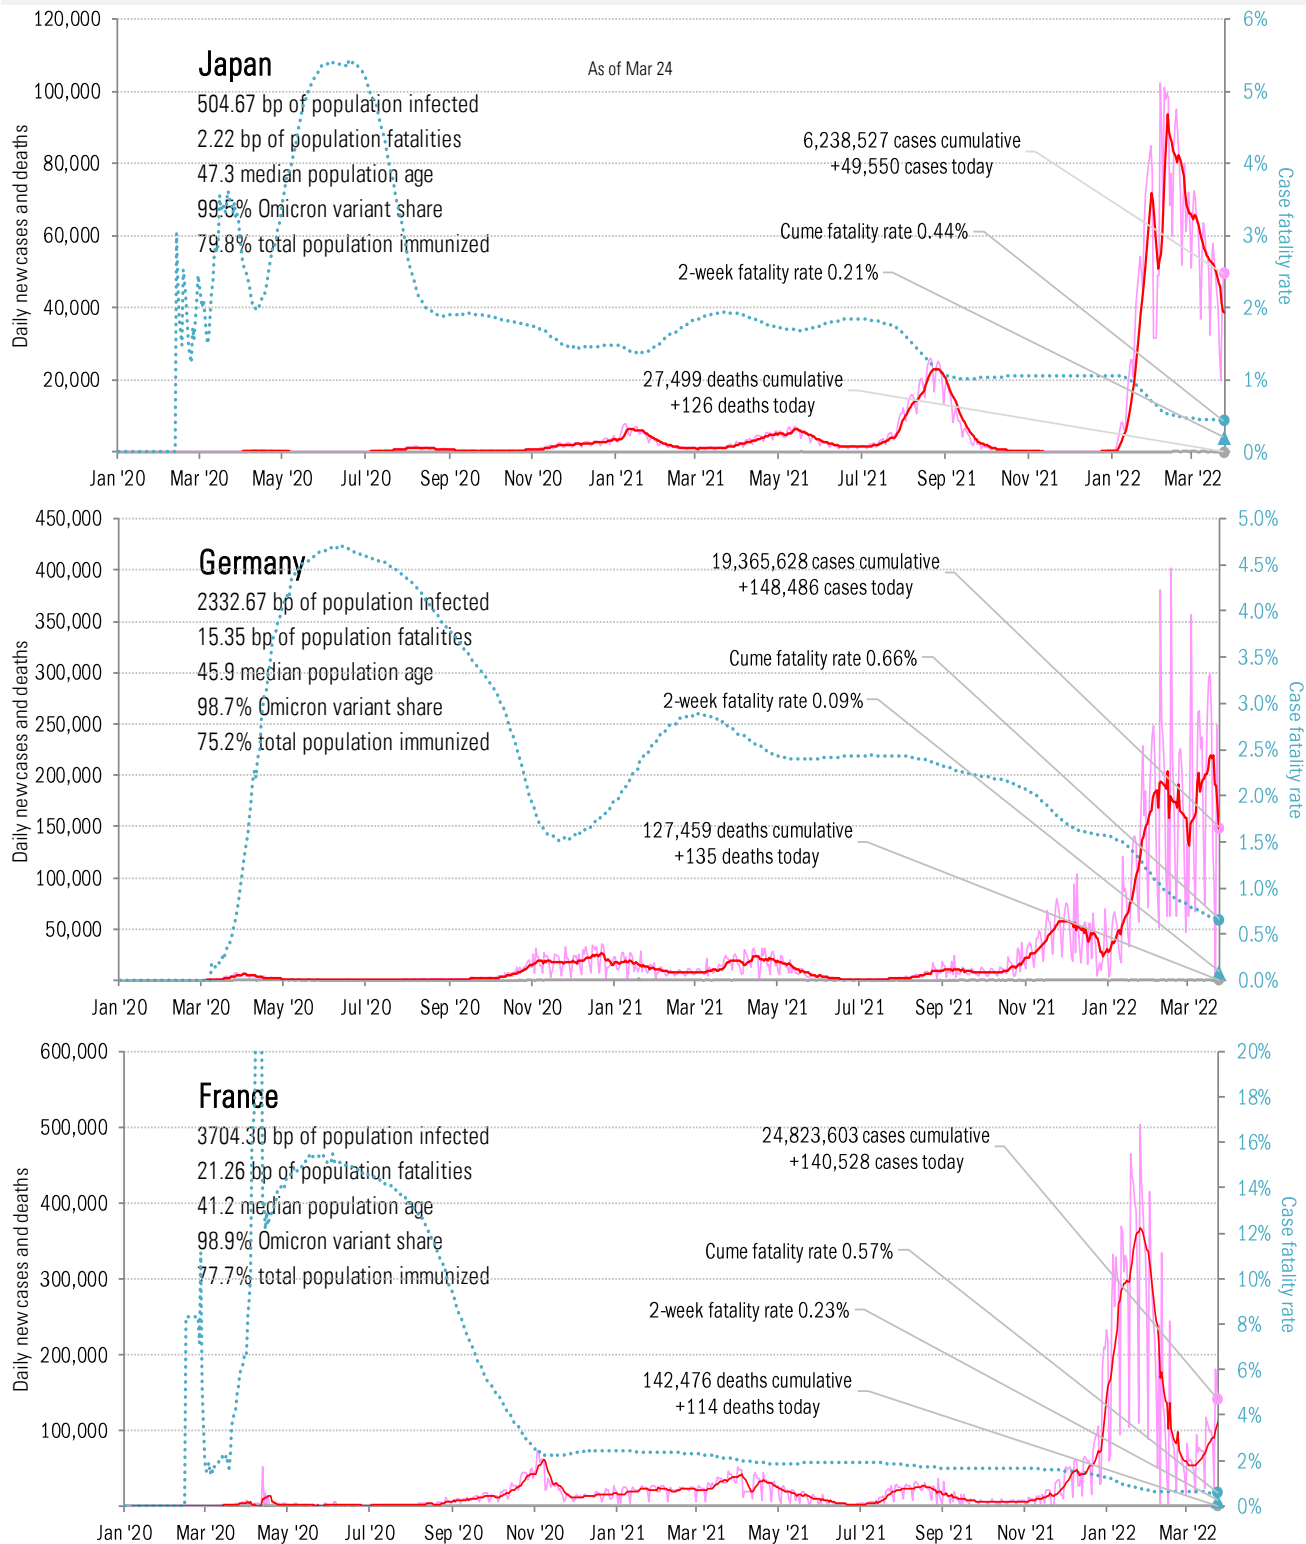 120,000
6%
Japan
As of Mar 24
504.67 bp of population infected
100,000
5%
2.22 bp of population fatalities
6,238,527 cases cumulative
+49,550 cases today
80,000
4%
47.3 median population age
99.5% Omicron variant share
Cume fatality rate 0.44%
60,000
3%
79.8% total population immunized
2-week fatality rate 0.21%
Daily new cases and deaths
Case fatality rate
40,000
2%
27,499 deaths cumulative
+126 deaths today
20,000
1%
0%
Jan '20 Mar '20 May '20 Jul '20 Sep '20 Nov '20 Jan '21 Mar '21 May '21 Jul '21 Sep '21 Nov '21 Jan '22 Mar '22
450,000
5.0%
Germany
19,365,628 cases cumulative
+148,486 cases today
400,000
4.5%
2332.67 bp of population infected
4.0%
350,000
15.35 bp of population fatalities
Cume fatality rate 0.66%
3.5%
300,000
45.9 median population age
2-week fatality rate 0.09%
98.7% Omicron variant share
3.0%
250,000
75.2% total population immunized
2.5%
Daily new cases and deaths
Case fatality rate
200,000
2.0%
150,000
127,459 deaths cumulative
+135 deaths today
1.5%
100,000
1.0%
50,000
0.5%
0.0%
Jan '20 Mar '20 May '20 Jul '20 Sep '20 Nov '20 Jan '21 Mar '21 May '21 Jul '21 Sep '21 Nov '21 Jan '22 Mar '22
600,000
20%
France
18%
500,000
3704.30 bp of population infected
24,823,603 cases cumulative
+140,528 cases today
16%
21.26 bp of population fatalities
14%
400,000
41.2 median population age
12%
98.9% Omicron variant share
Cume fatality rate 0.57%
300,000
77.7% total population immunized
10%
2-week fatality rate 0.23%
8%
Daily new cases and deaths
Case fatality rate
200,000
6%
142,476 deaths cumulative
+114 deaths today
4%
100,000
2%
0%
Jan '20 Mar '20 May '20 Jul '20 Sep '20 Nov '20 Jan '21 Mar '21 May '21 Jul '21 Sep '21 Nov '21 Jan '22 Mar '22